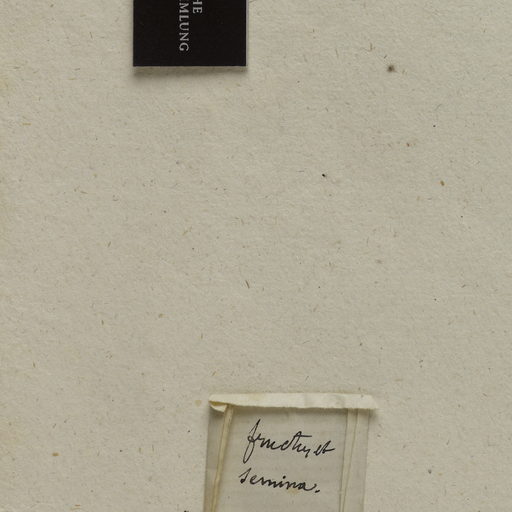 HE
MLUNG
fructus et
semina.